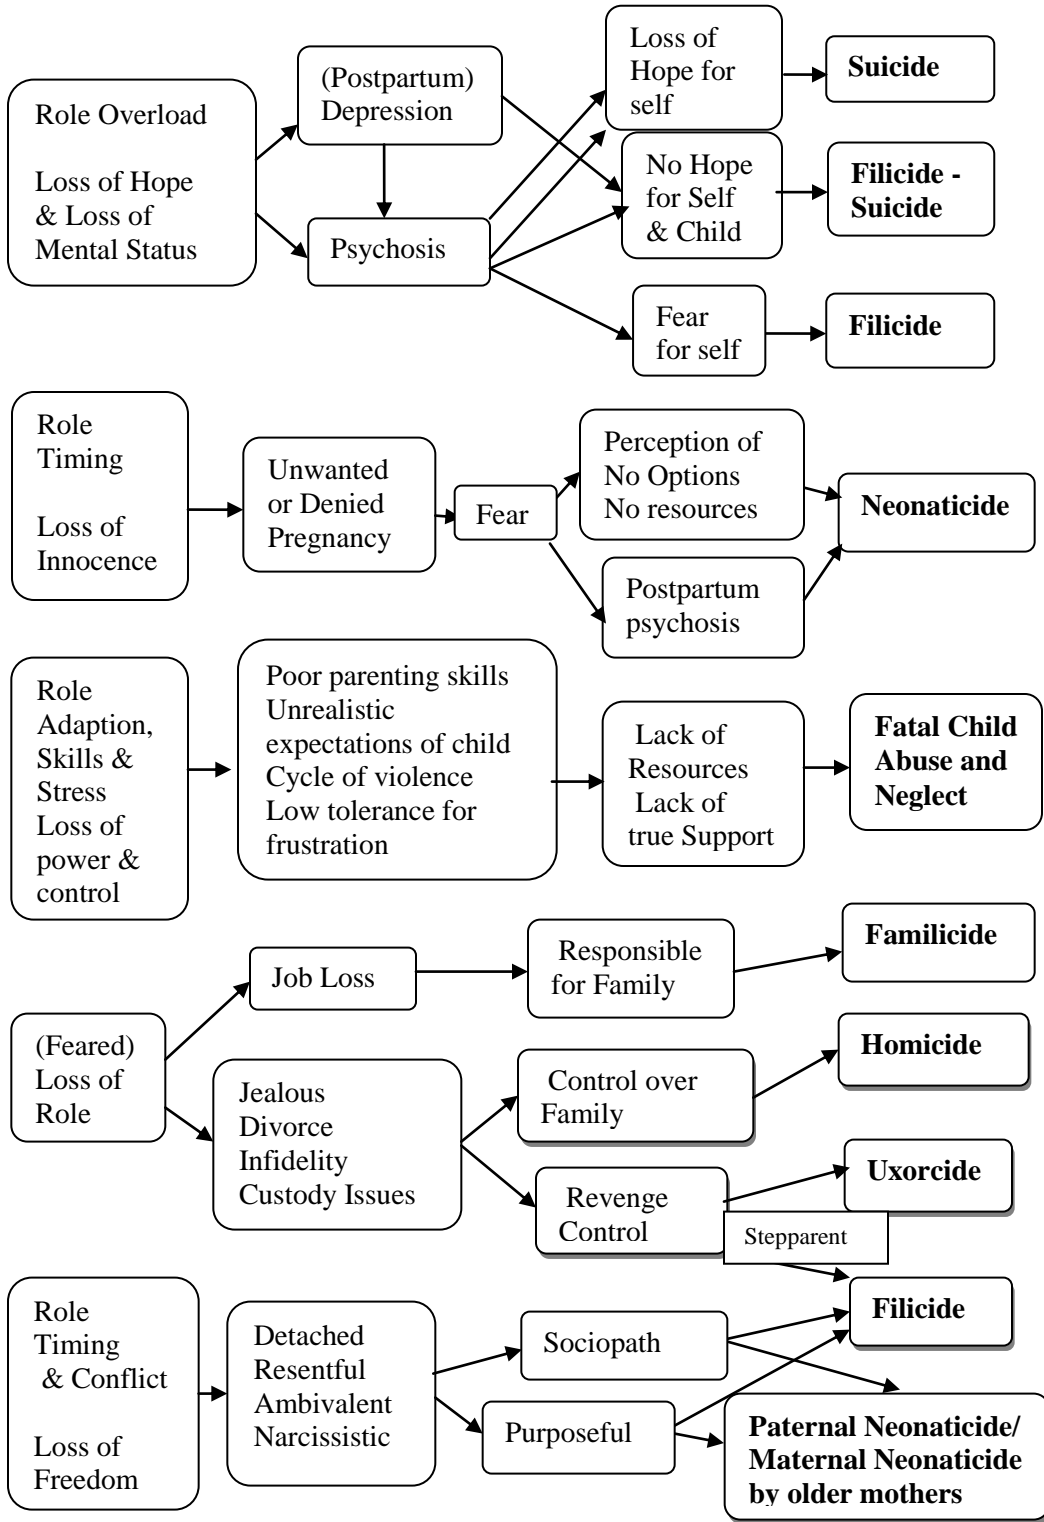 Role Overload
Loss of Hope
& Loss of
Mental Status
(Postpartum)
Depression
Psychosis
Loss of
Hope for
self
No Hope
for Self
& Child
Fear
for self
Suicide
Filicide -
Suicide
Filicide
Role
Timing
Loss of
Innocence
Unwanted
or Denied
Pregnancy
Fear
Perception of
No Options
No resources
Postpartum
psychosis
Neonaticide
Role
Adaption,
Skills &
Stress
Loss of
power &
control
Poor parenting skills
Unrealistic
expectations of child
Cycle of violence
Low tolerance for
frustration
Lack of
Resources
Lack of
true Support
Fatal Child
Abuse and
Neglect
(Feared)
Loss of
Role
Job Loss
Responsible
for Family
Familicide
Jealous
Divorce
Infidelity
Custody Issues
Control over
Family
Homicide
Revenge
Control
Uxorcide
Stepparent
Filicide
Role
Timing
& Conflict
Loss of
Freedom
Detached
Resentful
Ambivalent
Narcissistic
Sociopath
Purposeful
Paternal Neonaticide/
Maternal Neonaticide
by older mothers